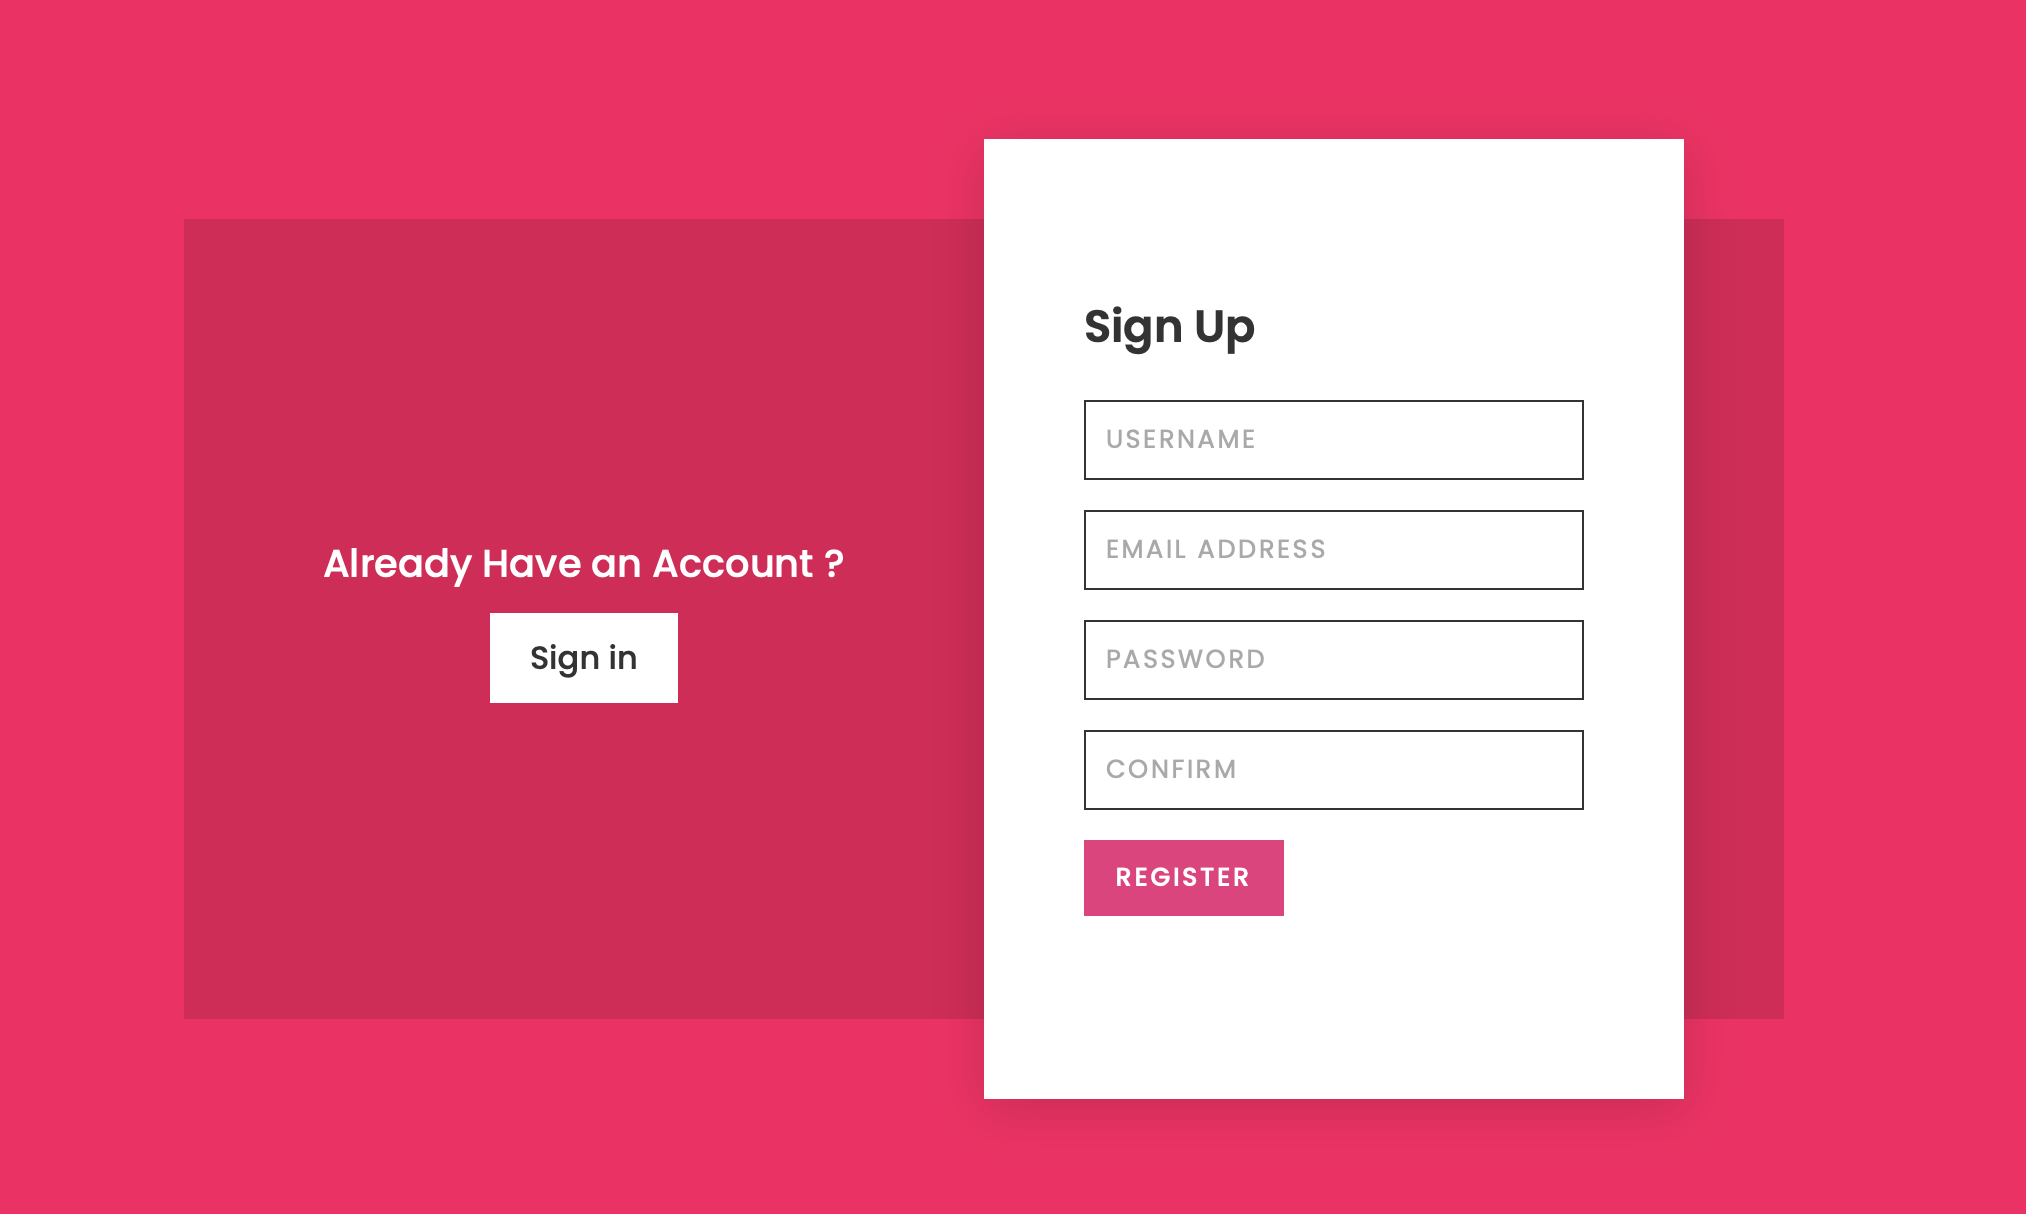 Already Have an Account ?
Sign in
Sign Up
USERNAME
EMAIL ADDRESS
PASSWORD
CONFIRM
REGISTER